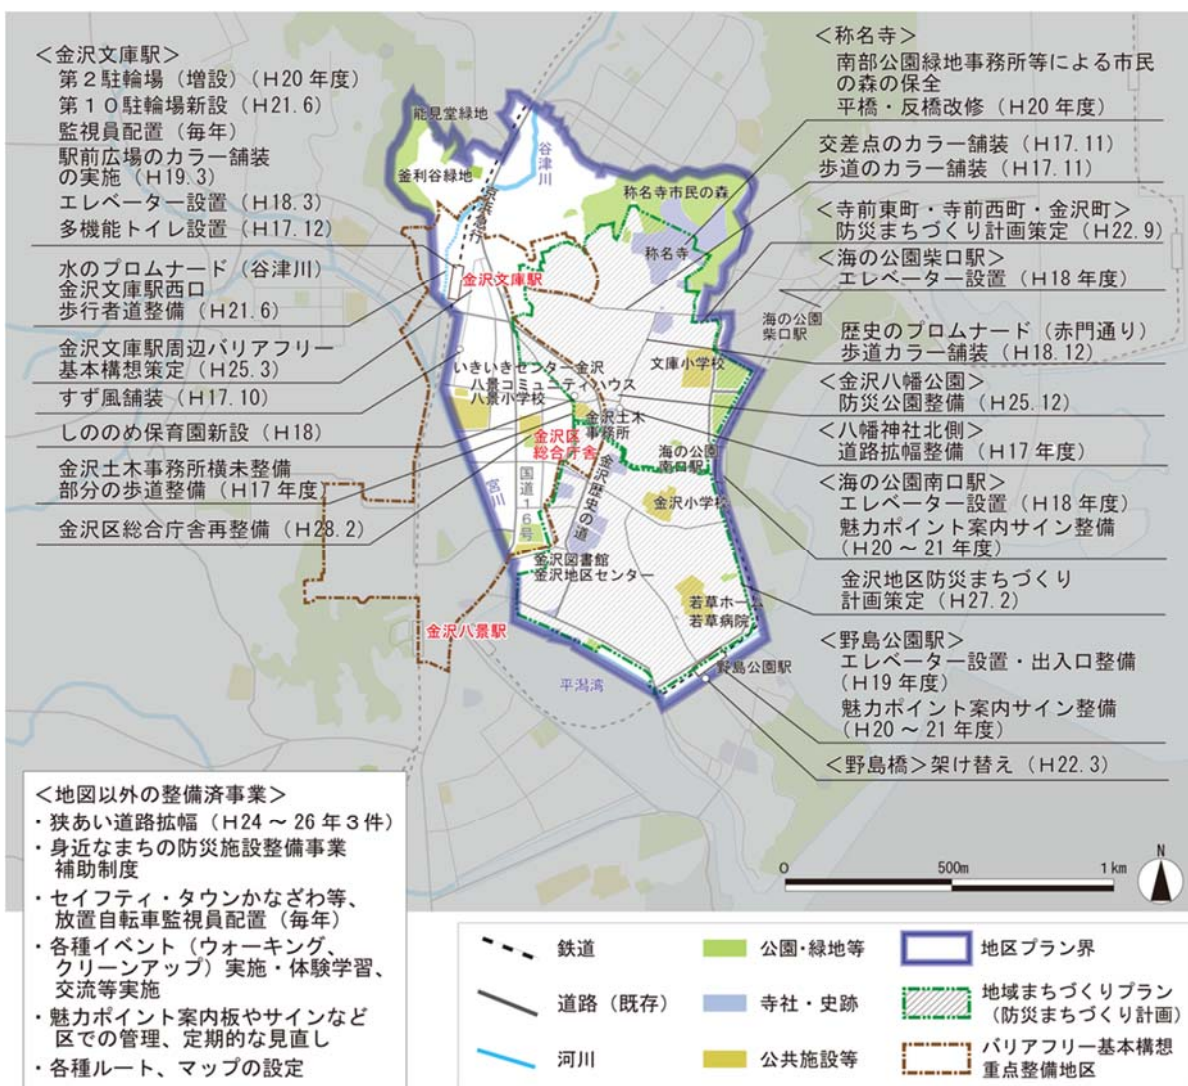 ＜金沢文庫駅＞
第２駐輪場（増設）（Ｈ20年度）
第１０駐輪場新設（Ｈ21.6）
監視員配置（毎年）
駅前広場のカラー舗装
の実施（Ｈ19.3）
エレベーター設置（Ｈ18.3）
多機能トイレ設置（Ｈ17.12）
水のプロムナード（谷津川）
金沢文庫駅西口
歩行者道整備（Ｈ21.6）
金沢文庫駅周辺バリアフリー
基本構想策定（Ｈ25.3）
すず風舗装（Ｈ17.10）
しののめ保育園新設（Ｈ18）
金沢土木事務所横未整備
部分の歩道整備（Ｈ17年度）
金沢区総合庁舎再整備（Ｈ28.2）
能見堂緑地
谷津川
釜利谷緑地
称名寺市民の森
称名寺
金沢文庫駅
海の公園
柴口駅
文庫小学校
いきいきセンター金沢
八景コミュニティハウス
八景小学校
金沢土木
事務所
金沢区
総合庁舎
海の公園
南口駅
宮川
国道１６号
金沢歴史の道
金沢小学校
金沢図書館
金沢地区センター
若草ホーム
若草病院
金沢八景駅
野島公園駅
平潟湾
＜称名寺＞
南部公園緑地事務所等による市民
の森の保全
平橋・反橋改修（Ｈ20年度）
交差点のカラー舗装（Ｈ17.11）
歩道のカラー舗装（Ｈ17.11）
＜寺前東町・寺前西町・金沢町＞
防災まちづくり計画策定（Ｈ22.9）
＜海の公園柴口駅＞
エレベーター設置（Ｈ18年度）
歴史のプロムナード（赤門通り）
歩道カラー舗装（Ｈ18.12）
＜金沢八幡公園＞
防災公園整備（Ｈ25.12）
＜八幡神社北側＞
道路拡幅整備（Ｈ17年度）
＜海の公園南口駅＞
エレベーター設置（Ｈ18年度）
魅力ポイント案内サイン整備
（Ｈ20～21年度）
金沢地区防災まちづくり
計画策定（Ｈ27.2）
＜野島公園駅＞
エレベーター設置・出入口整備
（Ｈ19年度）
魅力ポイント案内サイン整備
（Ｈ20～21年度）
＜野島橋＞架け替え（Ｈ22.3）
＜地図以外の整備済事業＞
・狭あい道路拡幅（Ｈ24～26年３件）
・身近なまちの防災施設整備事業
補助制度
・セイフティ・タウンかなざわ等、
放置自転車監視員配置（毎年）
・各種イベント（ウォーキング、
クリーンアップ）実施・体験学習、
交流等実施
・魅力ポイント案内板やサインなど
区での管理、定期的な見直し
・各種ルート、マップの設定
0 500m 1km
N
鉄道
道路（既存）
河川
公園・緑地等
寺社・史跡
公共施設等
地区プラン界
地域まちづくりプラン
（防災まちづくり計画）
バリアフリー基本構想
重点整備地区